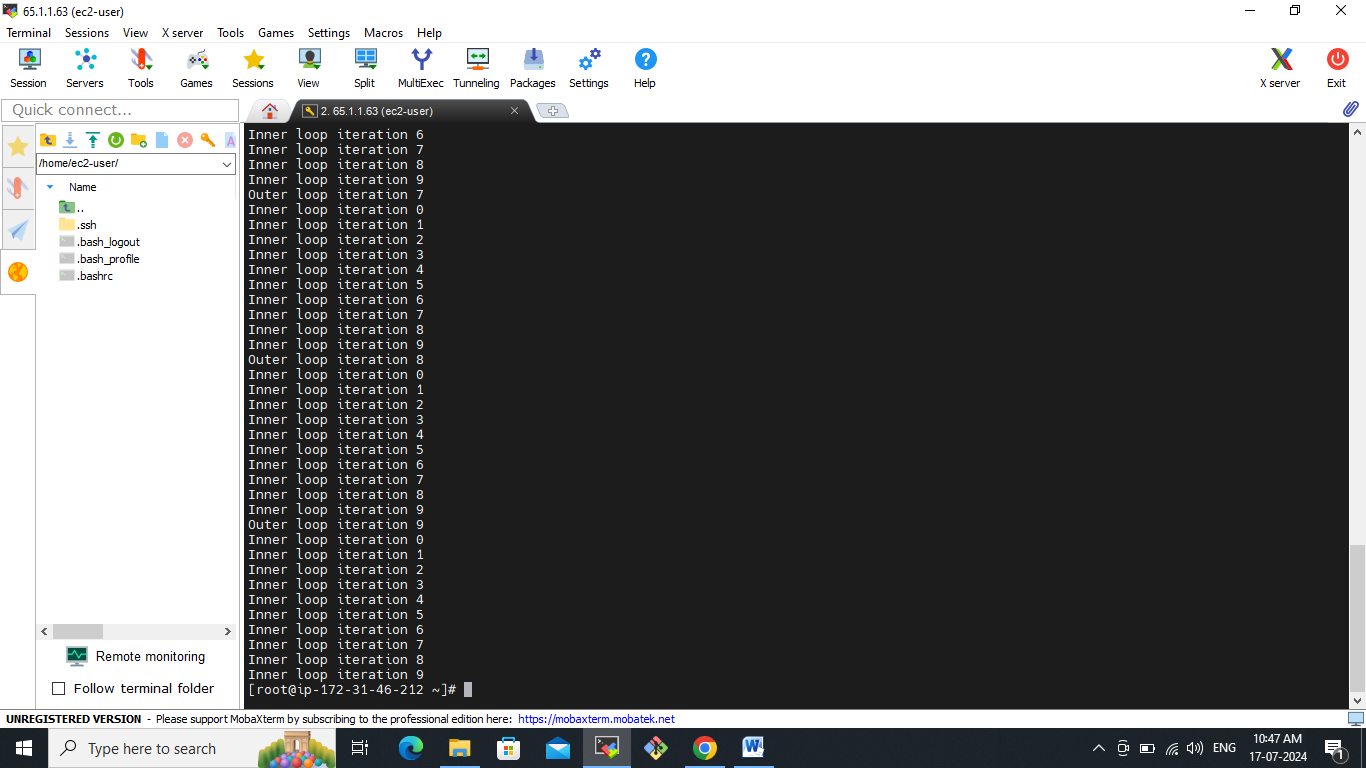 65.1.1.63 (ec2-user)
Terminal Sessions View X server Tools Games Settings Macros Help
Session Servers Tools Games Sessions View Split MultiExec Tunneling Packages Settings Help X server Exit
Quick connect...
2. 65.1.1.63 (ec2-user)
/home/ec2-user/
Name
..
.ssh
.bash_logout
.bash_profile
.bashrc
Remote monitoring
Follow terminal folder
Inner loop iteration 6
Inner loop iteration 7
Inner loop iteration 8
Inner loop iteration 9
Outer loop iteration 7
Inner loop iteration 0
Inner loop iteration 1
Inner loop iteration 2
Inner loop iteration 3
Inner loop iteration 4
Inner loop iteration 5
Inner loop iteration 6
Inner loop iteration 7
Inner loop iteration 8
Inner loop iteration 9
Outer loop iteration 8
Inner loop iteration 0
Inner loop iteration 1
Inner loop iteration 2
Inner loop iteration 3
Inner loop iteration 4
Inner loop iteration 5
Inner loop iteration 6
Inner loop iteration 7
Inner loop iteration 8
Inner loop iteration 9
Outer loop iteration 9
Inner loop iteration 0
Inner loop iteration 1
Inner loop iteration 2
Inner loop iteration 3
Inner loop iteration 4
Inner loop iteration 5
Inner loop iteration 6
Inner loop iteration 7
Inner loop iteration 8
Inner loop iteration 9
[root@ip-172-31-46-212 ~]#
UNREGISTERED VERSION - Please support MobaXterm by subscribing to the professional edition here: https://mobaxterm.mobatek.net
Type here to search
ENG
10:47 AM
17-07-2024
1